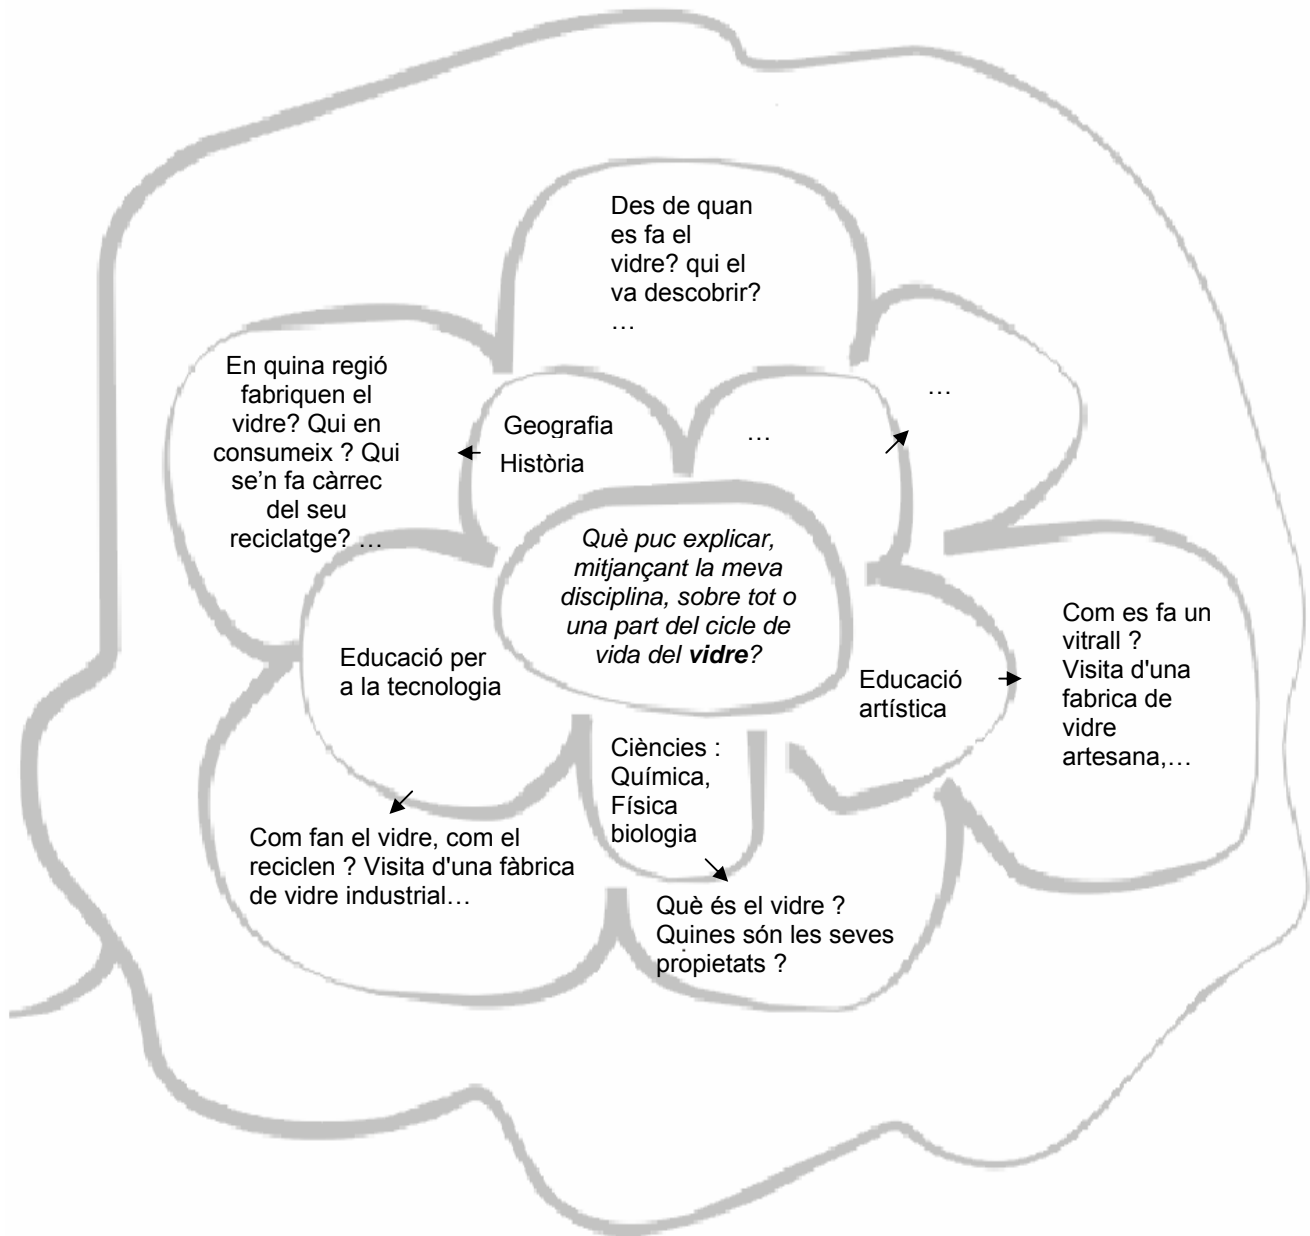 Des de quan
es fa el
vidre? qui el
va descobrir?
…
En quina regió
fabriquen el
vidre? Qui en
consumeix ? Qui
se’n fa càrrec
del seu
reciclatge? …
Geografia
Història
…
…
Què puc explicar,
mitjançant la meva
disciplina, sobre tot o
una part del cicle de
vida del vidre?
Educació per
a la tecnologia
Educació
artística
Com es fa un
vitrall ?
Visita d'una
fabrica de
vidre
artesana,…
Ciències :
Química,
Física
biologia
Com fan el vidre, com el
reciclen ? Visita d'una fàbrica
de vidre industrial…
Què és el vidre ?
Quines són les seves
propietats ?